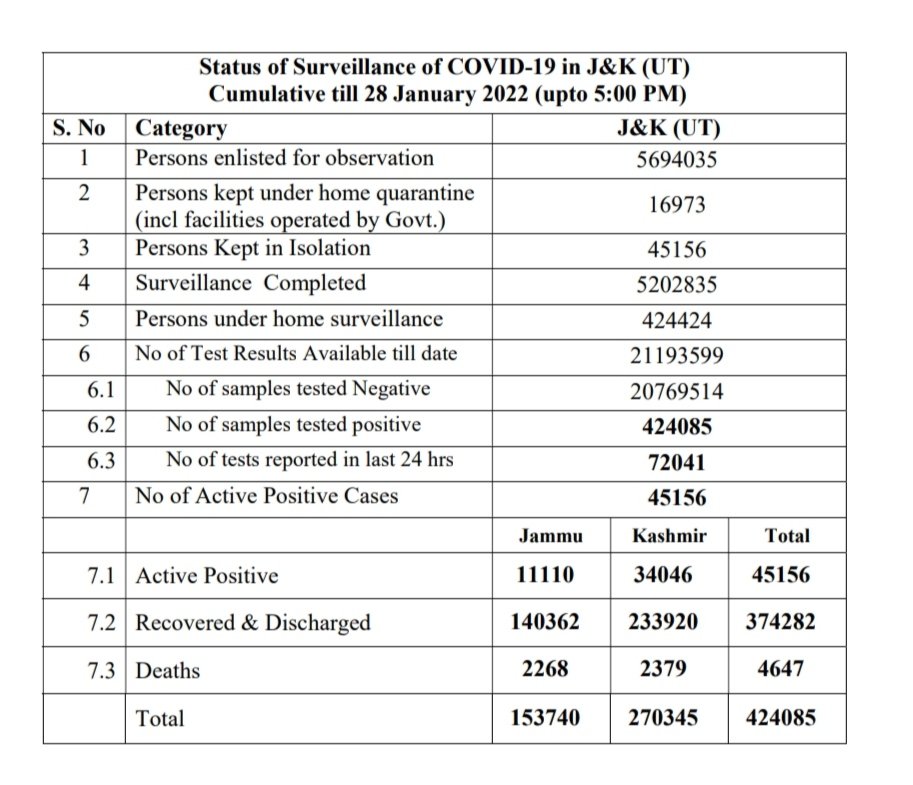 Status of Surveillance of COVID-19 in J&K (UT)
Cumulative till 28 January 2022 (upto 5:00 PM)
S. No Category J&K (UT)
1 Persons enlisted for observation 5694035
2 Persons kept under home quarantine
(incl facilities operated by Govt.) 16973
3 Persons Kept in Isolation 45156
4 Surveillance Completed 5202835
5 Persons under home surveillance 424424
6 No of Test Results Available till date 21193599
6.1 No of samples tested Negative 20769514
6.2 No of samples tested positive 424085
6.3 No of tests reported in last 24 hrs 72041
7 No of Active Positive Cases 45156
Jammu Kashmir Total
7.1 Active Positive 11110 34046 45156
7.2 Recovered & Discharged 140362 233920 374282
7.3 Deaths 2268 2379 4647
Total 153740 270345 424085